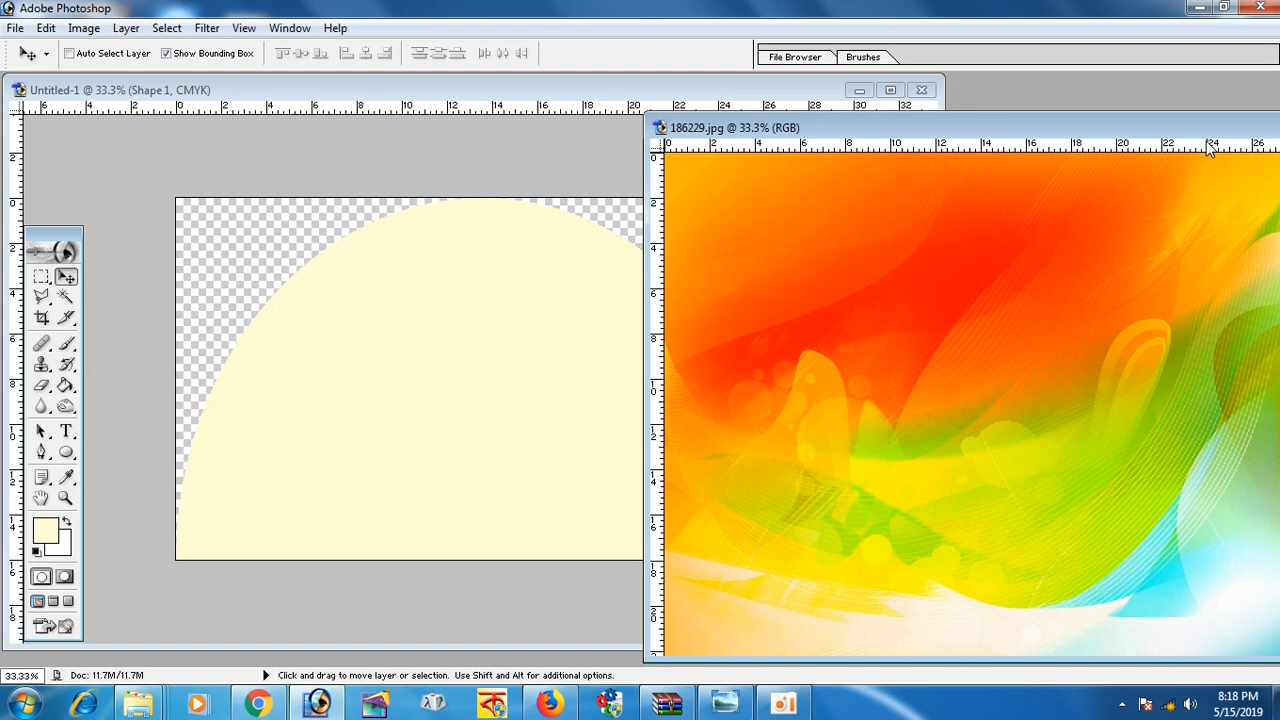 Adobe Photoshop
File Edit Image Layer Select Filter View Window Help
Auto Select Layer Show Bounding Box File Browser Brushes
Untitled-1 @ 33.3% (Shape 1, CMYK)
186229.jpg @ 33.3% (RGB)
33.33% Doc: 11.7M/11.7M Click and drag to move layer or selection. Use Shift and Alt for additional options.
8:18 PM
5/15/2019